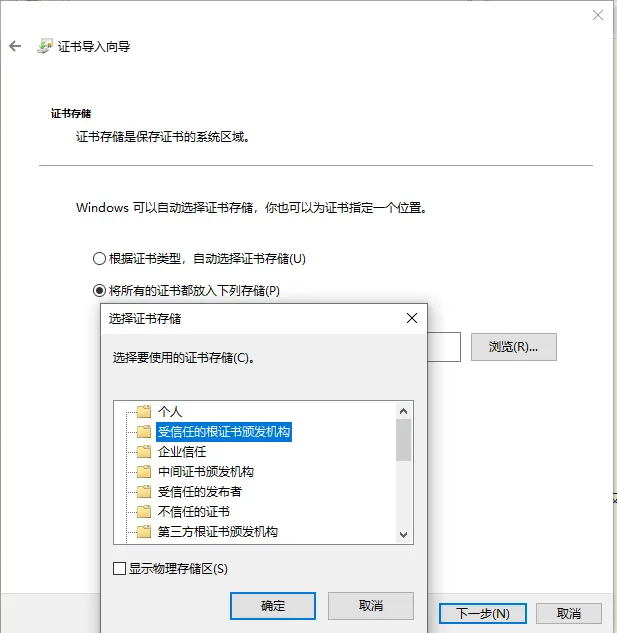 证书导入向导
证书存储
证书存储是保存证书的系统区域。
Windows 可以自动选择证书存储，你也可以为证书指定一个位置。
根据证书类型，自动选择证书存储(U)
将所有的证书都放入下列存储(P)
浏览(R)...
选择证书存储
选择要使用的证书存储(C)。
个人
受信任的根证书颁发机构
企业信任
中间证书颁发机构
受信任的发布者
不信任的证书
第三方根证书颁发机构
显示物理存储区(S)
确定
取消
下一步(N)
取消